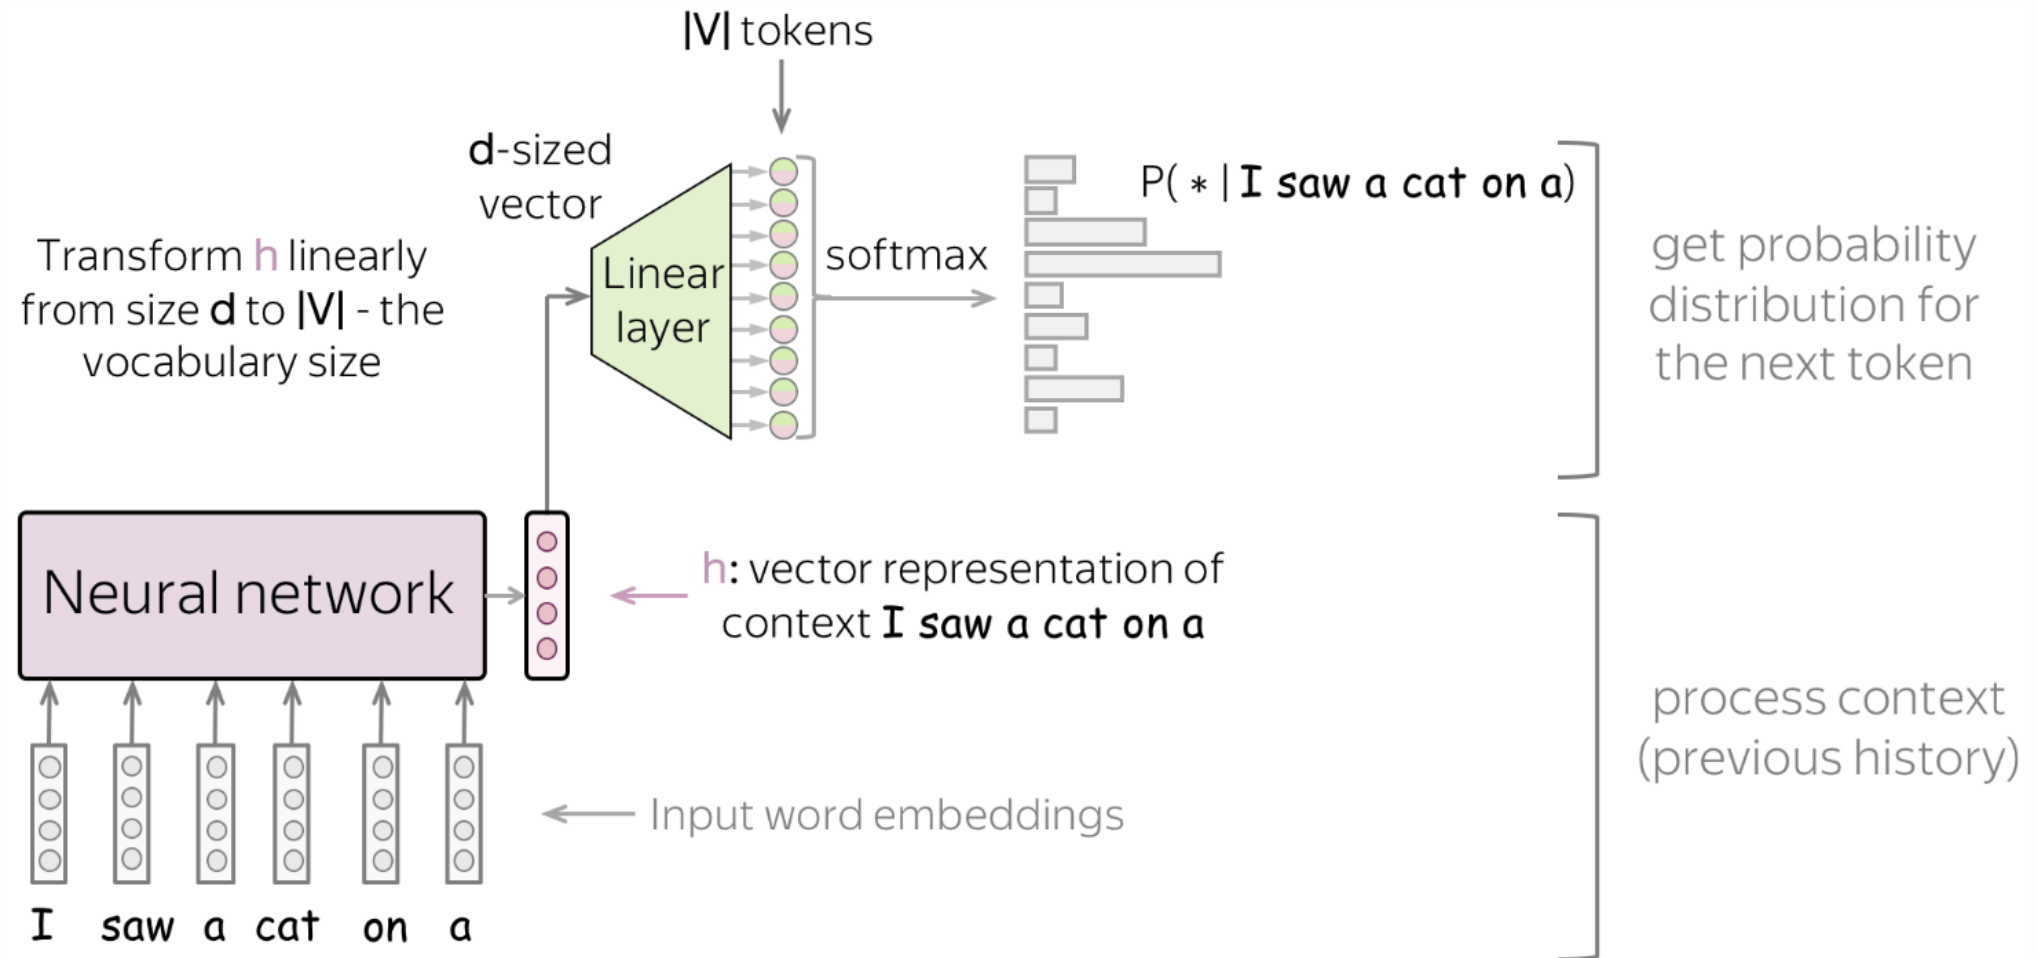 |V| tokens
d-sized
vector
Transform h linearly
from size d to |V| - the
vocabulary size
Linear
layer
softmax
P( * | I saw a cat on a)
get probability
distribution for
the next token
Neural network
h: vector representation of
context I saw a cat on a
process context
(previous history)
Input word embeddings
I saw a cat on a